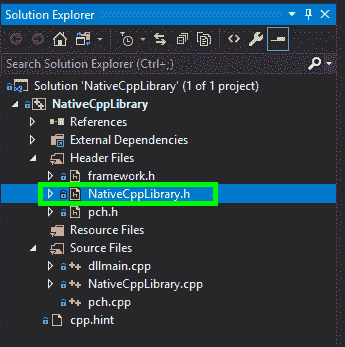 Solution Explorer
Search Solution Explorer (Ctrl+;)
Solution 'NativeCppLibrary' (1 of 1 project)
NativeCppLibrary
References
External Dependencies
Header Files
framework.h
NativeCppLibrary.h
pch.h
Resource Files
Source Files
dllmain.cpp
NativeCppLibrary.cpp
pch.cpp
cpp.hint